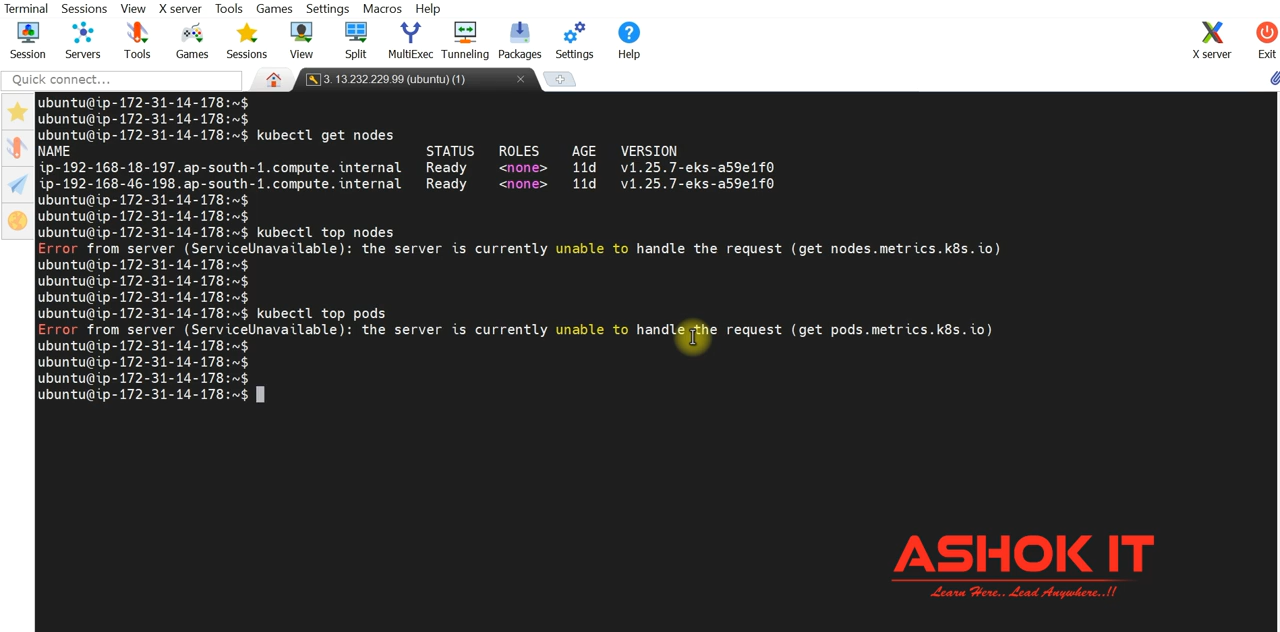 Terminal Sessions View X server Tools Games Settings Macros Help
Session Servers Tools Games Sessions View Split MultiExec Tunneling Packages Settings Help X server Exit
Quick connect... 3. 13.232.229.99 (ubuntu) (1)
ubuntu@ip-172-31-14-178:~$
ubuntu@ip-172-31-14-178:~$
ubuntu@ip-172-31-14-178:~$ kubectl get nodes
NAME STATUS ROLES AGE VERSION
ip-192-168-18-197.ap-south-1.compute.internal Ready <none> 11d v1.25.7-eks-a59e1f0
ip-192-168-46-198.ap-south-1.compute.internal Ready <none> 11d v1.25.7-eks-a59e1f0
ubuntu@ip-172-31-14-178:~$
ubuntu@ip-172-31-14-178:~$
ubuntu@ip-172-31-14-178:~$ kubectl top nodes
Error from server (ServiceUnavailable): the server is currently unable to handle the request (get nodes.metrics.k8s.io)
ubuntu@ip-172-31-14-178:~$
ubuntu@ip-172-31-14-178:~$
ubuntu@ip-172-31-14-178:~$
ubuntu@ip-172-31-14-178:~$ kubectl top pods
Error from server (ServiceUnavailable): the server is currently unable to handle the request (get pods.metrics.k8s.io)
ubuntu@ip-172-31-14-178:~$
ubuntu@ip-172-31-14-178:~$
ubuntu@ip-172-31-14-178:~$
ubuntu@ip-172-31-14-178:~$
ASHOK IT
Learn Here.. Lead Anywhere..!!